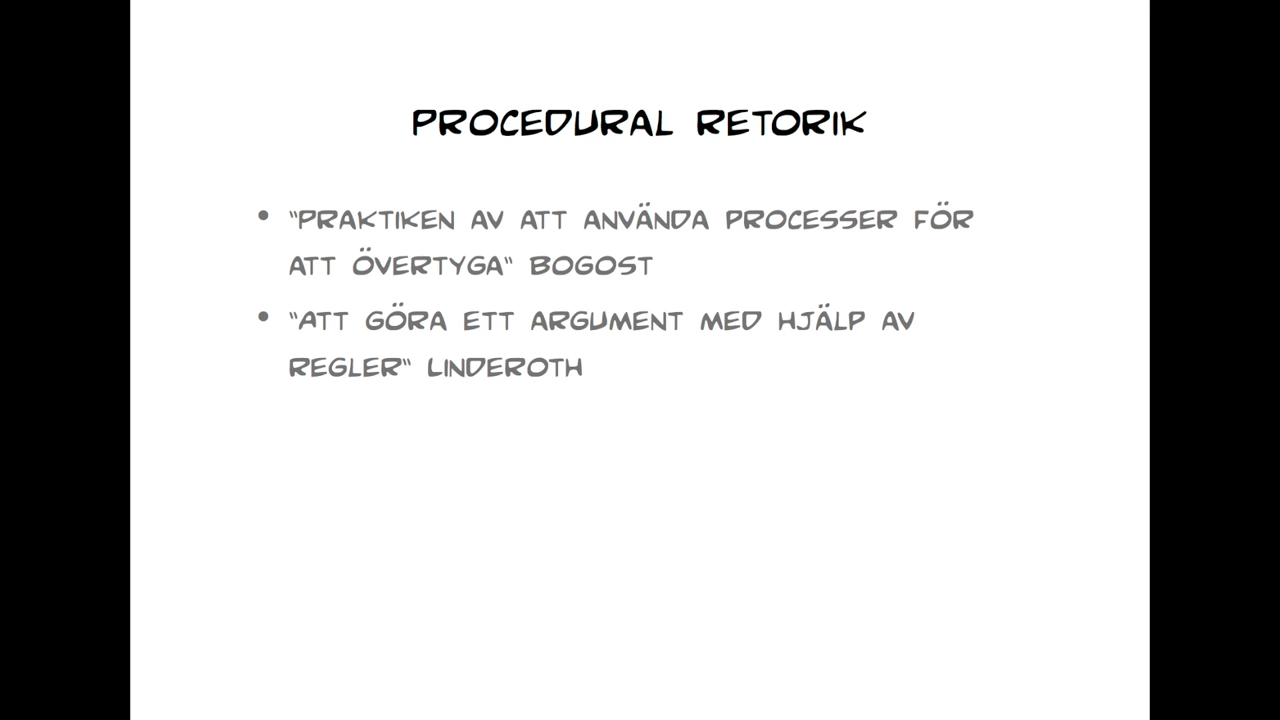 PROCEDURAL RETORIK
• "PRAKTIKEN AV ATT ANVÄNDA PROCESSER FÖR
ATT ÖVERTYGA" BOGOST
• "ATT GÖRA ETT ARGUMENT MED HJÄLP AV
REGLER" LINDEROTH